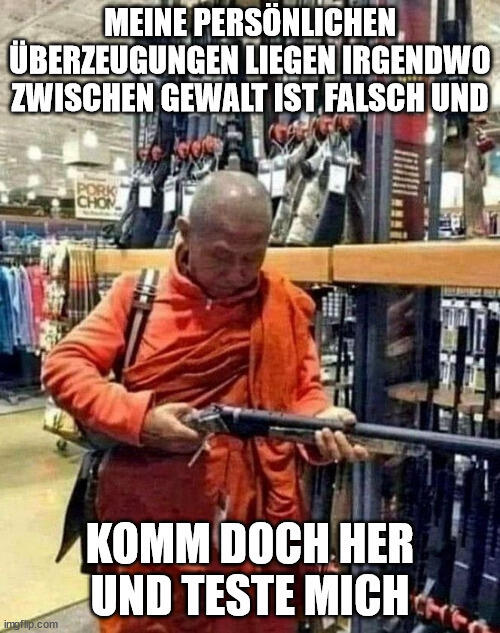 MEINE PERSÖNLICHEN
ÜBERZEUGUNGEN LIEGEN IRGENDWO
ZWISCHEN GEWALT IST FALSCH UND
PORK
CHOP
KOMM DOCH HER
UND TESTE MICH
imgflip.com